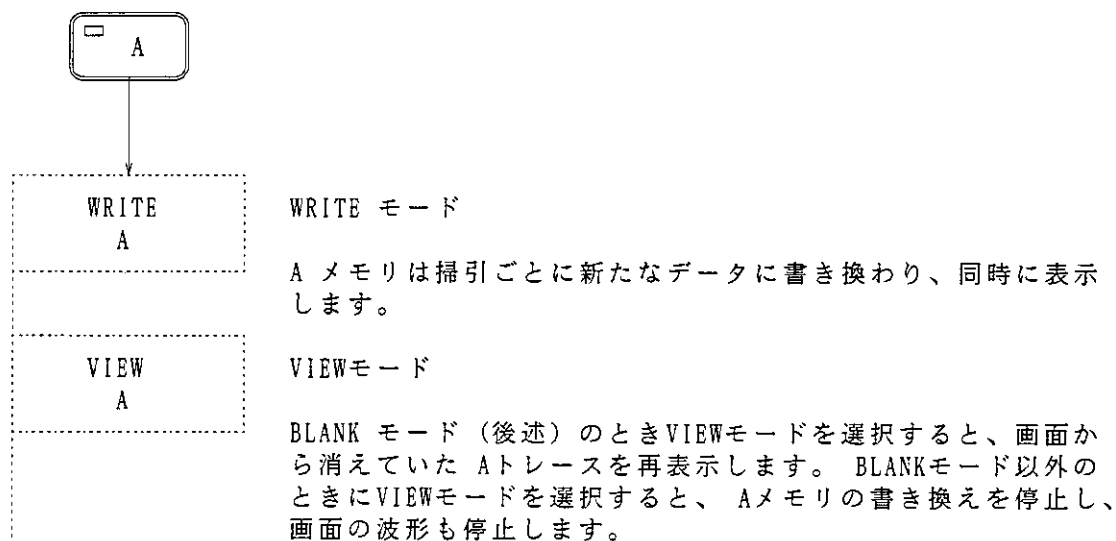 A
WRITE
A
WRITE モード
A メモリは掃引ごとに新たなデータに書き換わり、同時に表示
します。
VIEW
A
VIEWモード
BLANK モード（後述）のときVIEWモードを選択すると、画面か
ら消えていた Aトレースを再表示します。 BLANKモード以外の
ときにVIEWモードを選択すると、 Aメモリの書き換えを停止し、
画面の波形も停止します。